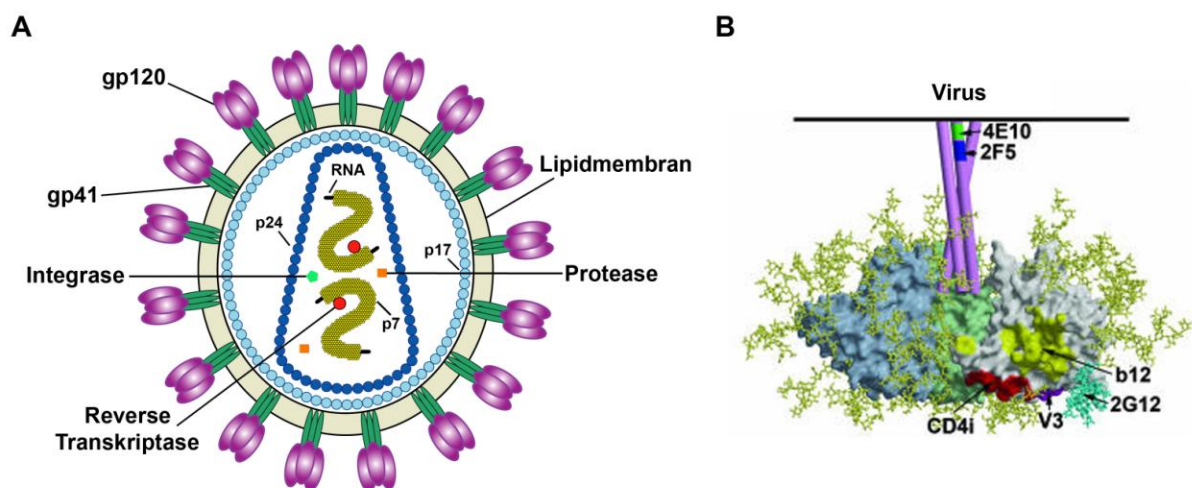 A
gp120
gp41
RNA
p24
p17
Lipidmembran
Integrase
Protease
p7
Reverse
Transkriptase
B
Virus
4E10
2F5
b12
2G12
V3
CD4i